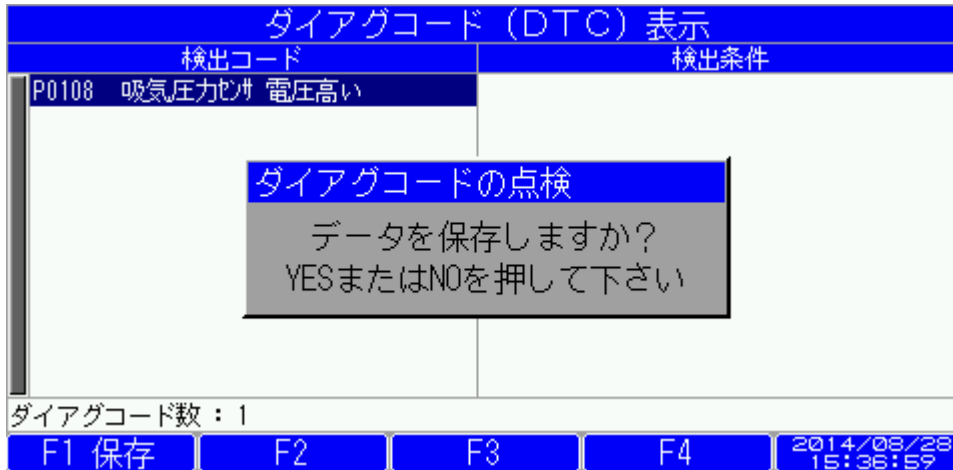 ダイアグコード（DTC）表示
検出コード 検出条件
P0108 吸気圧力ｾﾝｻ 電圧高い
ダイアグコードの点検
データを保存しますか？
YESまたはNOを押して下さい
ダイアグコード数：1
F1 保存 F2 F3 F4 2014/08/28
15:36:59